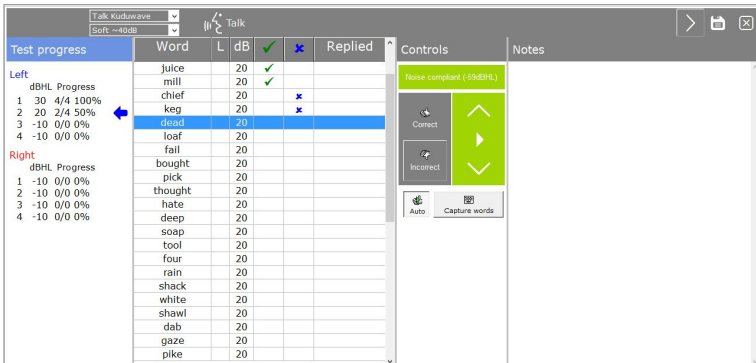 Talk Kuduwave
Soft ~40dB
Talk
Test progress
Left
dBHL Progress
1 30 4/4 100%
2 20 2/4 50%
3 -10 0/0 0%
4 -10 0/0 0%
Right
dBHL Progress
1 -10 0/0 0%
2 -10 0/0 0%
3 -10 0/0 0%
4 -10 0/0 0%
Word L dB Replied
juice 20
mill 20
chief 20
keg 20
dead 20
loaf 20
fail 20
bought 20
pick 20
thought 20
hate 20
deep 20
soap 20
tool 20
four 20
rain 20
shack 20
white 20
shawl 20
dab 20
gaze 20
pike 20
Controls
Noise compliant (-59dBHL)
Correct
Incorrect
Auto
Capture words
Notes